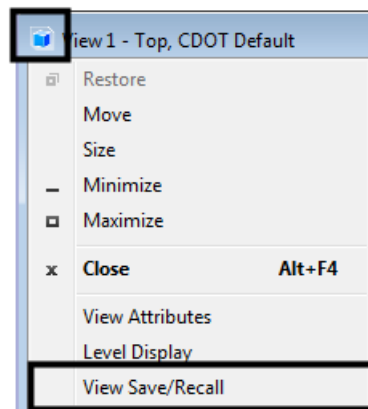 View 1 - Top, CDOT Default
Restore
Move
Size
Minimize
Maximize
Close Alt+F4
View Attributes
Level Display
View Save/Recall